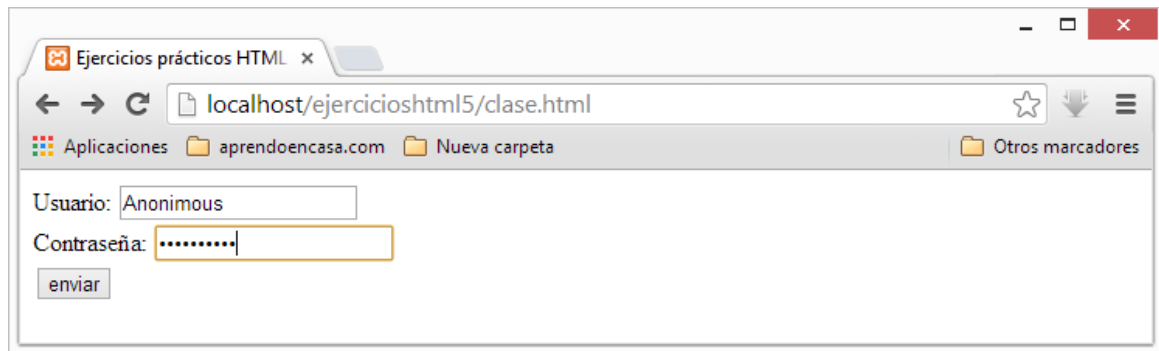 Ejercicios prácticos HTML
localhost/ejercicioshtml5/clase.html
Aplicaciones aprendoencasa.com Nueva carpeta Otros marcadores
Usuario: Anonimous
Contraseña: ••••••••••
enviar